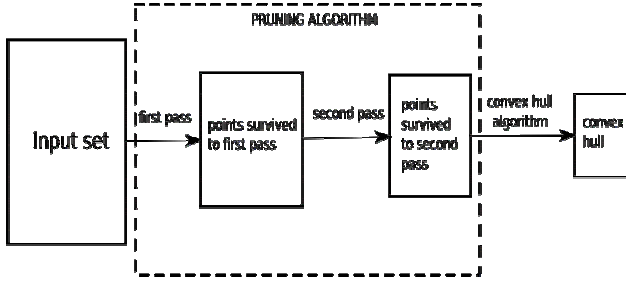 PRUNING ALGORITHM
Input set
first pass
points survived
to first pass
second pass
points
survived
to second
pass
convex hull
algorithm
convex
hull